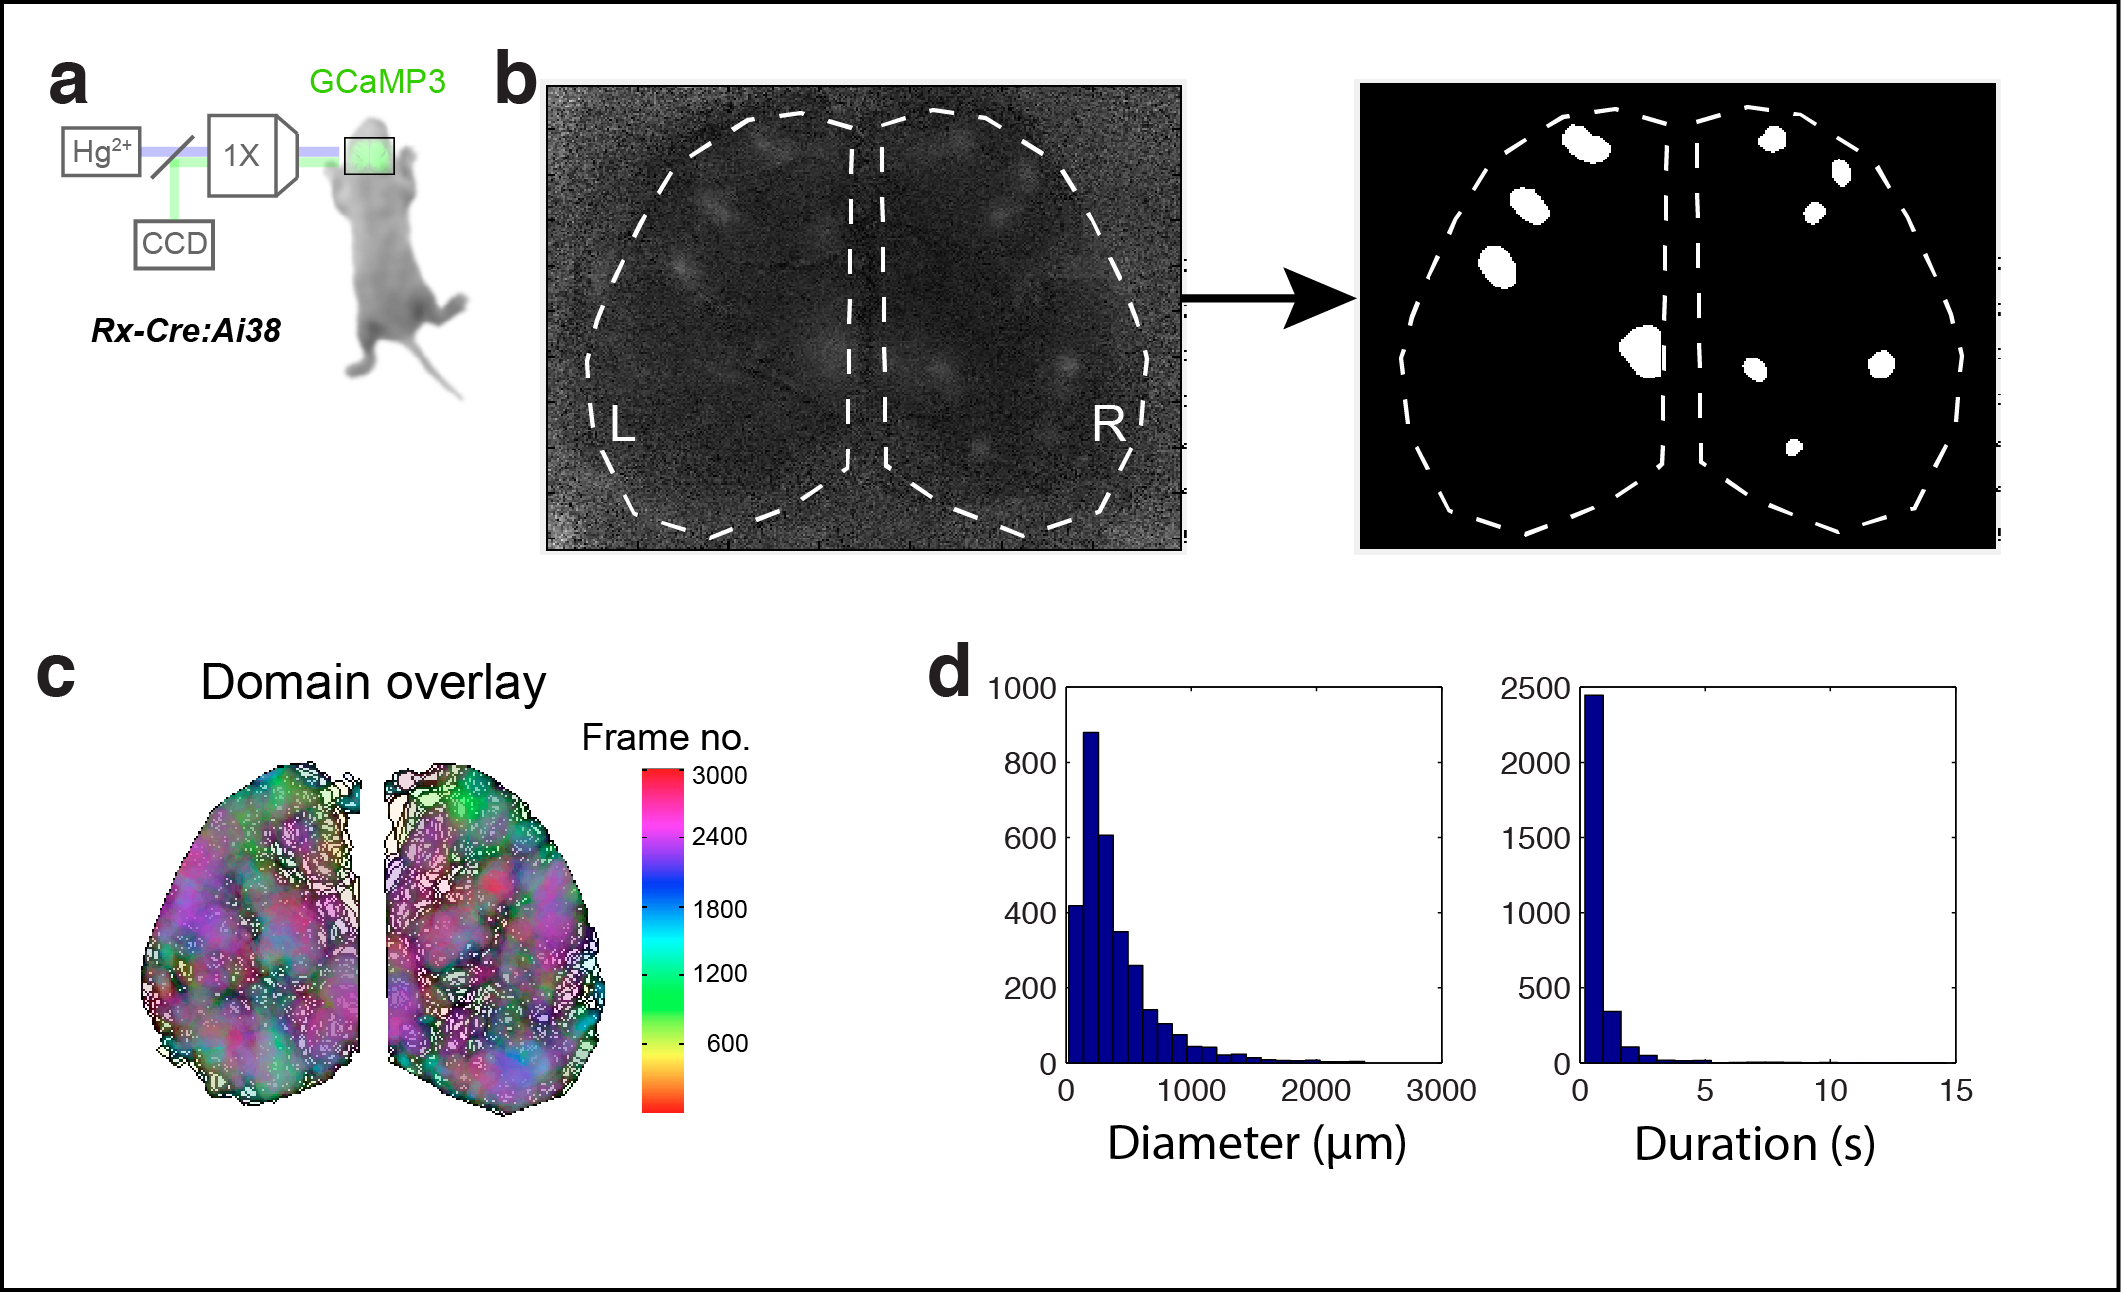 a
GCaMP3
Hg2+
1X
CCD
Rx-Cre:Ai38
b
L
R
c
Domain overlay
Frame no.
3000
2400
1800
1200
600
d
1000
800
600
400
200
0
0 1000 2000 3000
Diameter (μm)
2500
2000
1500
1000
500
0
0 5 10 15
Duration (s)